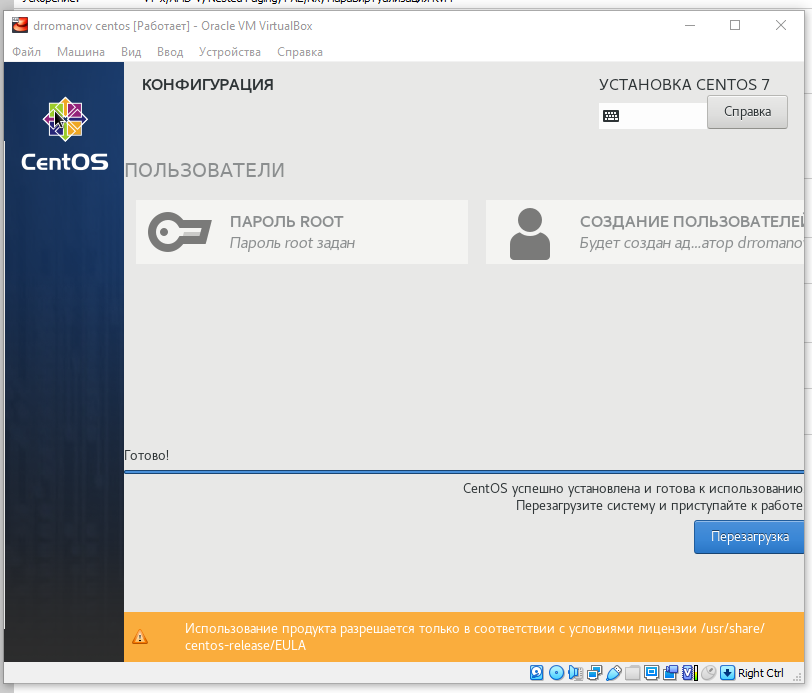 drromanov centos [Работает] - Oracle VM VirtualBox
Файл Машина Вид Ввод Устройства Справка
КОНФИГУРАЦИЯ
УСТАНОВКА CENTOS 7
Справка
CentOS
ПОЛЬЗОВАТЕЛИ
ПАРОЛЬ ROOT
Пароль root задан
СОЗДАНИЕ ПОЛЬЗОВАТЕЛЕЙ
Будет создан ад...атор drromanov
Готово!
CentOS успешно установлена и готова к использованию
Перезагрузите систему и приступайте к работе
Перезагрузка
Использование продукта разрешается только в соответствии с условиями лицензии /usr/share/
centos-release/EULA
Right Ctrl